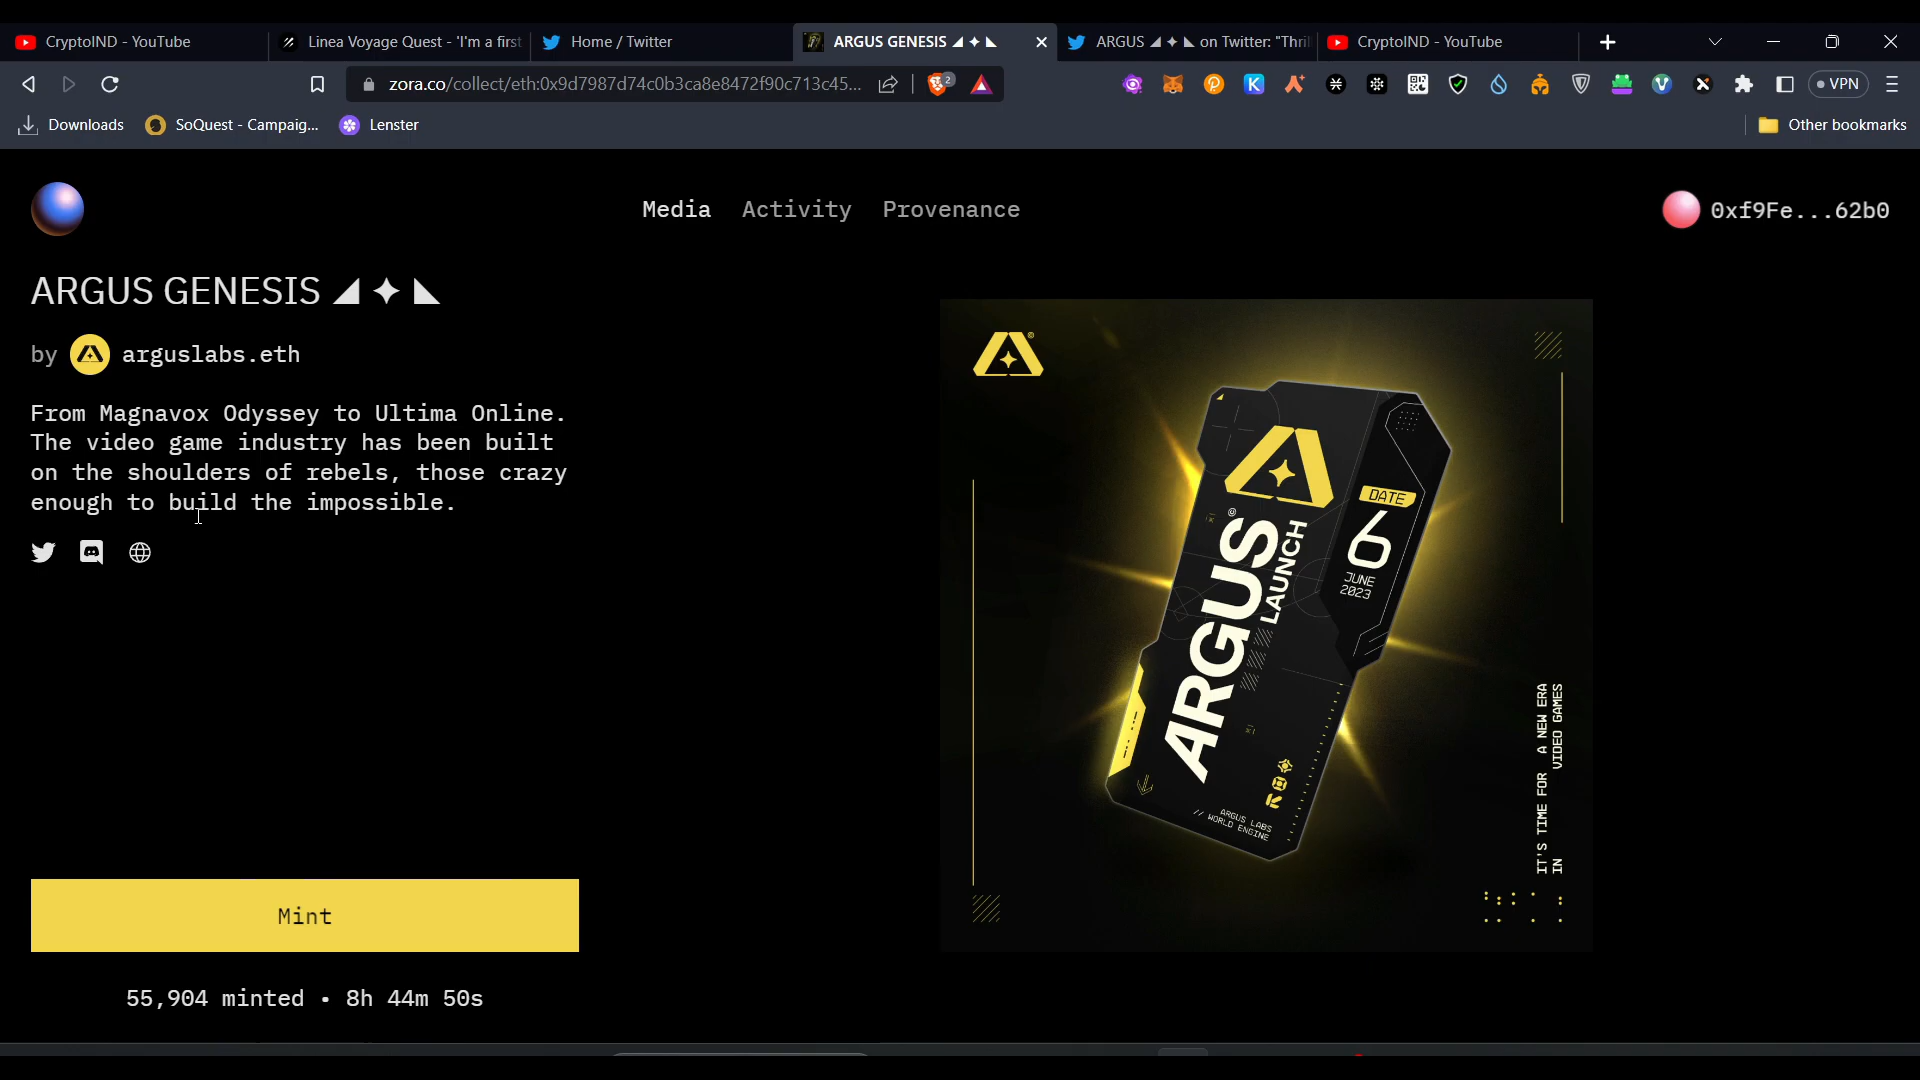 CryptoIND - YouTube
Linea Voyage Quest - 'I'm a first
Home / Twitter
ARGUS GENESIS ◢ ✦ ◣
ARGUS ◢ ✦ ◣ on Twitter: "Thril
CryptoIND - YouTube
zora.co/collect/eth:0x9d7987d74c0b3ca8e8472f90c713c45...
2
VPN
Downloads
SoQuest - Campaig...
Lenster
Other bookmarks
Media
Activity
Provenance
0xf9Fe...62b0
ARGUS GENESIS ◢ ✦ ◣
by arguslabs.eth
From Magnavox Odyssey to Ultima Online.
The video game industry has been built
on the shoulders of rebels, those crazy
enough to build the impossible.
Mint
55,904 minted • 8h 44m 50s
DATE
6
JUNE
2023
ARGUS
LAUNCH
ARGUS LABS
// WORLD ENGINE
IT'S TIME FOR A NEW ERA
IN VIDEO GAMES